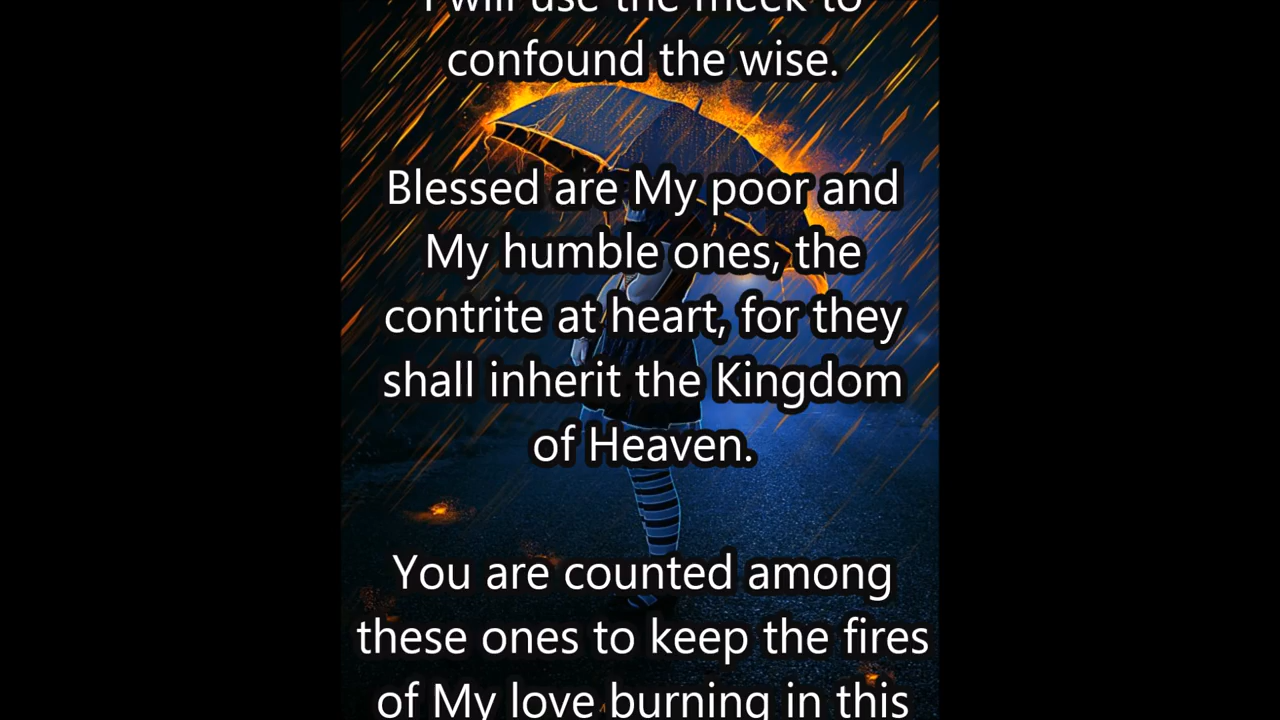 I will use the meek to
confound the wise.
Blessed are My poor and
My humble ones, the
contrite at heart, for they
shall inherit the Kingdom
of Heaven.
You are counted among
these ones to keep the fires
of My love burning in this